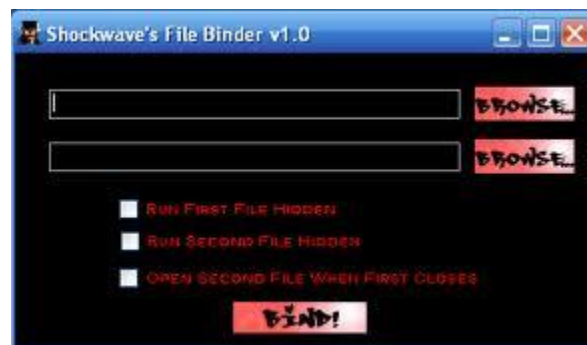 Shockwave's File Binder v1.0
BROWSE...
BROWSE...
RUN FIRST FILE HIDDEN
RUN SECOND FILE HIDDEN
OPEN SECOND FILE WHEN FIRST CLOSES
BIND!